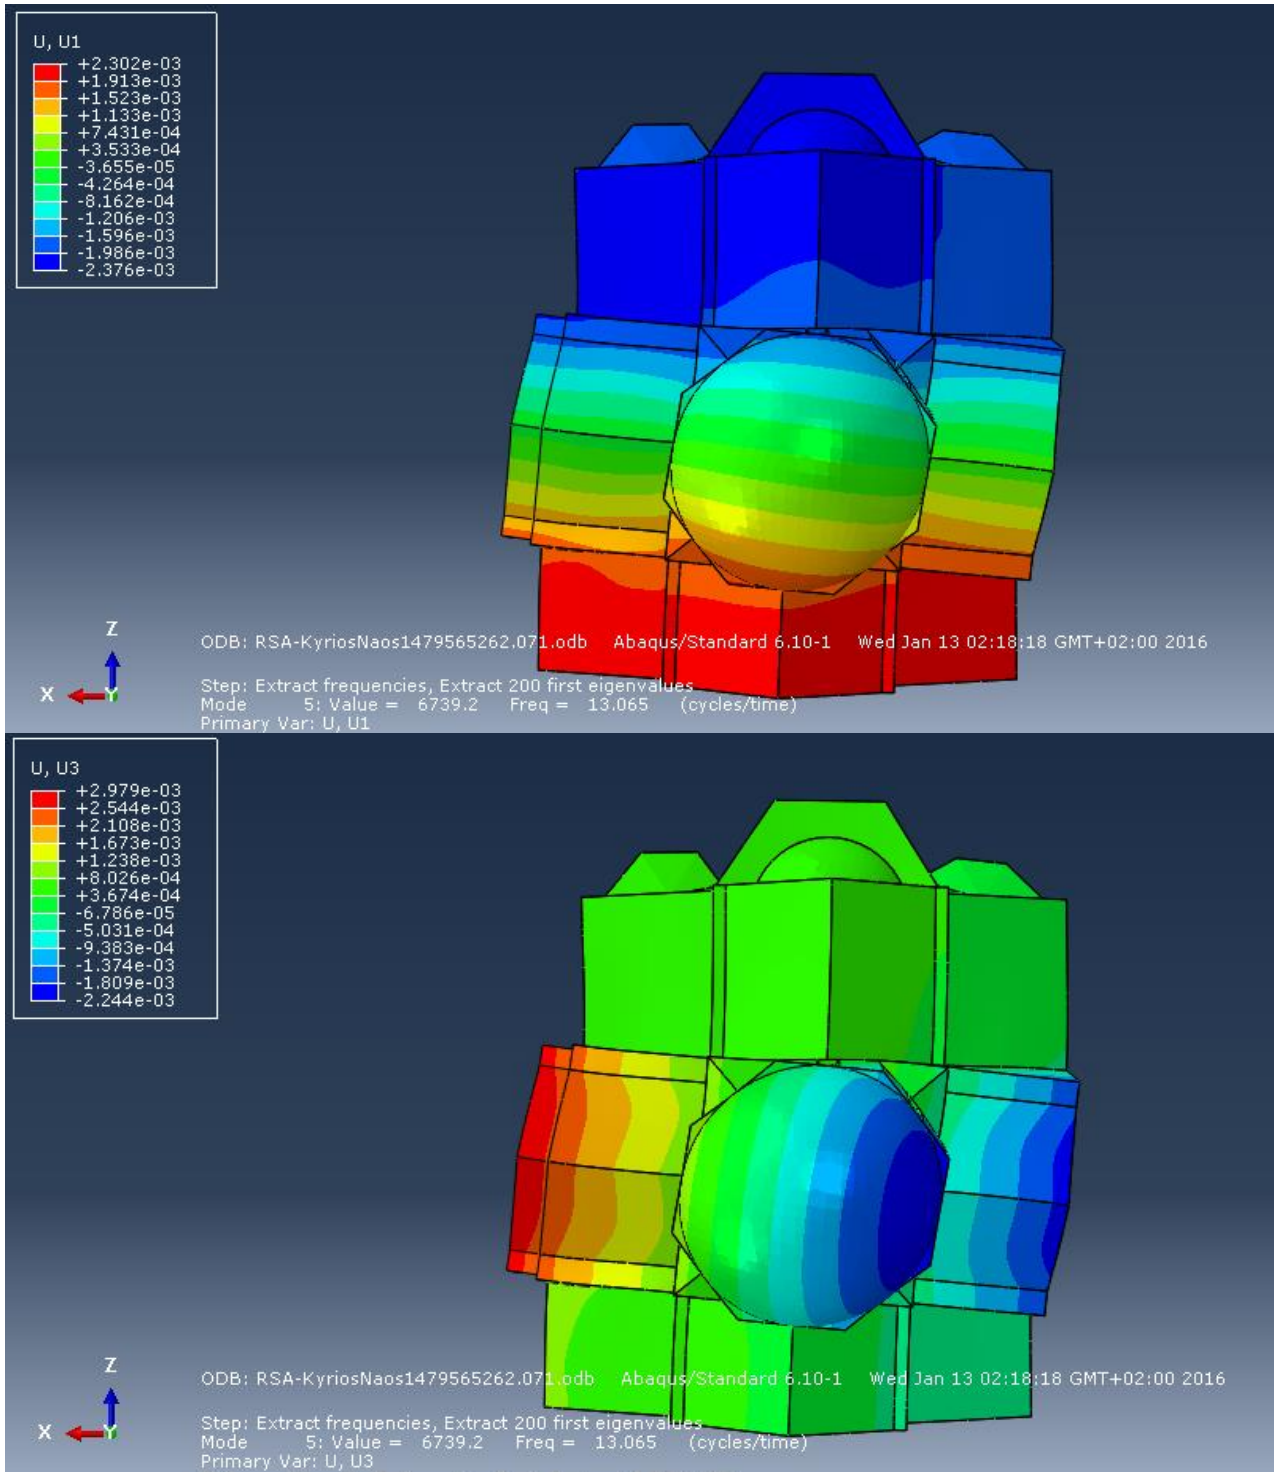 U, U1
+2.302e-03
+1.913e-03
+1.523e-03
+1.133e-03
+7.431e-04
+3.533e-04
-3.655e-05
-4.264e-04
-8.162e-04
-1.206e-03
-1.596e-03
-1.986e-03
-2.376e-03
Z
X
Y
ODB: RSA-KyriosNaos1479565262.071.odb Abaqus/Standard 6.10-1 Wed Jan 13 02:18:18 GMT+02:00 2016
Step: Extract frequencies, Extract 200 first eigenvalues
Mode 5: Value = 6739.2 Freq = 13.065 (cycles/time)
Primary Var: U, U1
U, U3
+2.979e-03
+2.544e-03
+2.108e-03
+1.673e-03
+1.238e-03
+8.026e-04
+3.674e-04
-6.786e-05
-5.031e-04
-9.383e-04
-1.374e-03
-1.809e-03
-2.244e-03
Z
X
Y
ODB: RSA-KyriosNaos1479565262.071.odb Abaqus/Standard 6.10-1 Wed Jan 13 02:18:18 GMT+02:00 2016
Step: Extract frequencies, Extract 200 first eigenvalues
Mode 5: Value = 6739.2 Freq = 13.065 (cycles/time)
Primary Var: U, U3